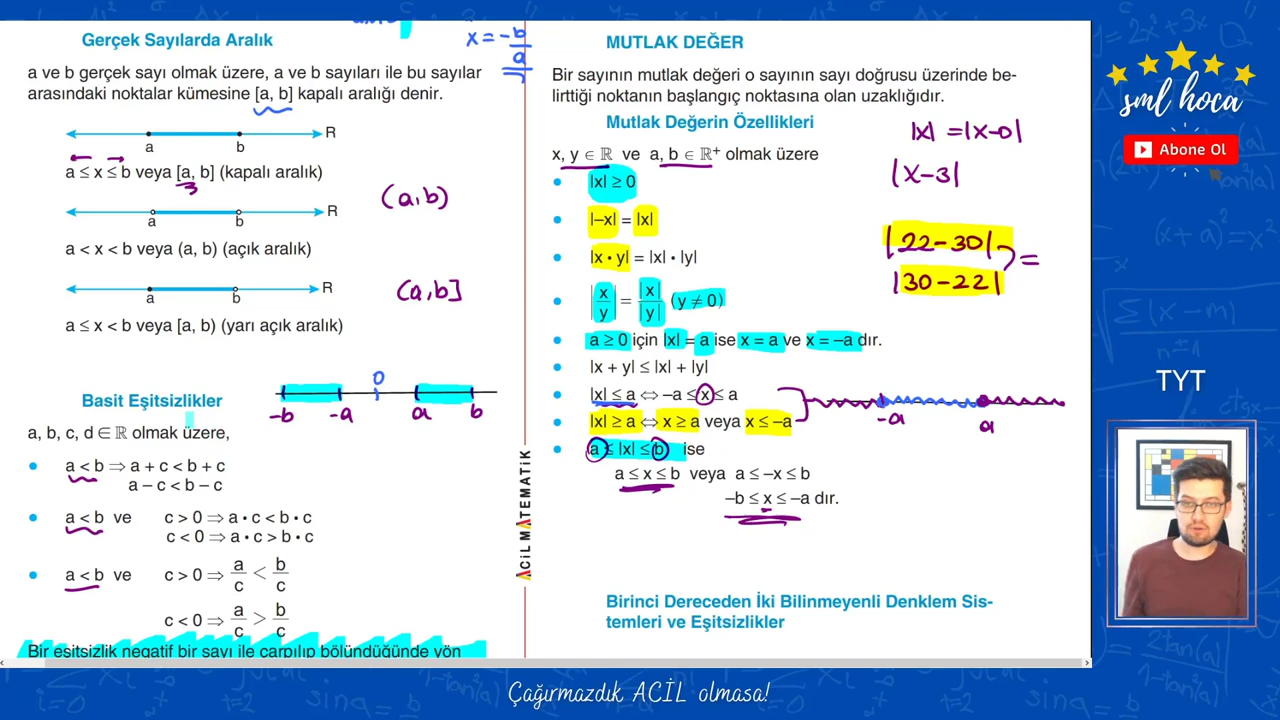 Gerçek Sayılarda Aralık
x = -b
a
a ve b gerçek sayı olmak üzere, a ve b sayıları ile bu sayılar
arasındaki noktalar kümesine [a, b] kapalı aralığı denir.
a b R
a ≤ x ≤ b veya [a, b] (kapalı aralık)
(a,b)
a b R
a < x < b veya (a, b) (açık aralık)
(a,b]
a b R
a ≤ x < b veya [a, b) (yarı açık aralık)
0
-b -a a b
Basit Eşitsizlikler
a, b, c, d ∈ ℝ olmak üzere,
• a < b ⇒ a + c < b + c
a − c < b − c
• a < b ve c > 0 ⇒ a • c < b • c
c < 0 ⇒ a • c > b • c
• a < b ve c > 0 ⇒ a/c < b/c
c < 0 ⇒ a/c > b/c
Bir eşitsizlik negatif bir sayı ile çarpılıp bölündüğünde yön
ACİL MATEMATİK
MUTLAK DEĞER
Bir sayının mutlak değeri o sayının sayı doğrusu üzerinde be-
lirttiği noktanın başlangıç noktasına olan uzaklığıdır.
Mutlak Değerin Özellikleri
|x| = |x-0|
x, y ∈ ℝ ve a, b ∈ ℝ⁺ olmak üzere
|x-3|
• |x| ≥ 0
• |−x| = |x|
|22-30|
=
|30-22|
• |x • y| = |x| • |y|
• |x/y| = |x|/|y| (y ≠ 0)
• a ≥ 0 için |x| = a ise x = a ve x = −a dır.
• |x + y| ≤ |x| + |y|
• |x| ≤ a ⇔ −a ≤ x ≤ a
• |x| ≥ a ⇔ x ≥ a veya x ≤ −a
-a a
• a ≤ |x| ≤ b ise
a ≤ x ≤ b veya a ≤ −x ≤ b
−b ≤ x ≤ −a dır.
Birinci Dereceden İki Bilinmeyenli Denklem Sis-
temleri ve Eşitsizlikler
sml hoca
Abone Ol
TYT
Çağırmazdık ACİL olmasa!